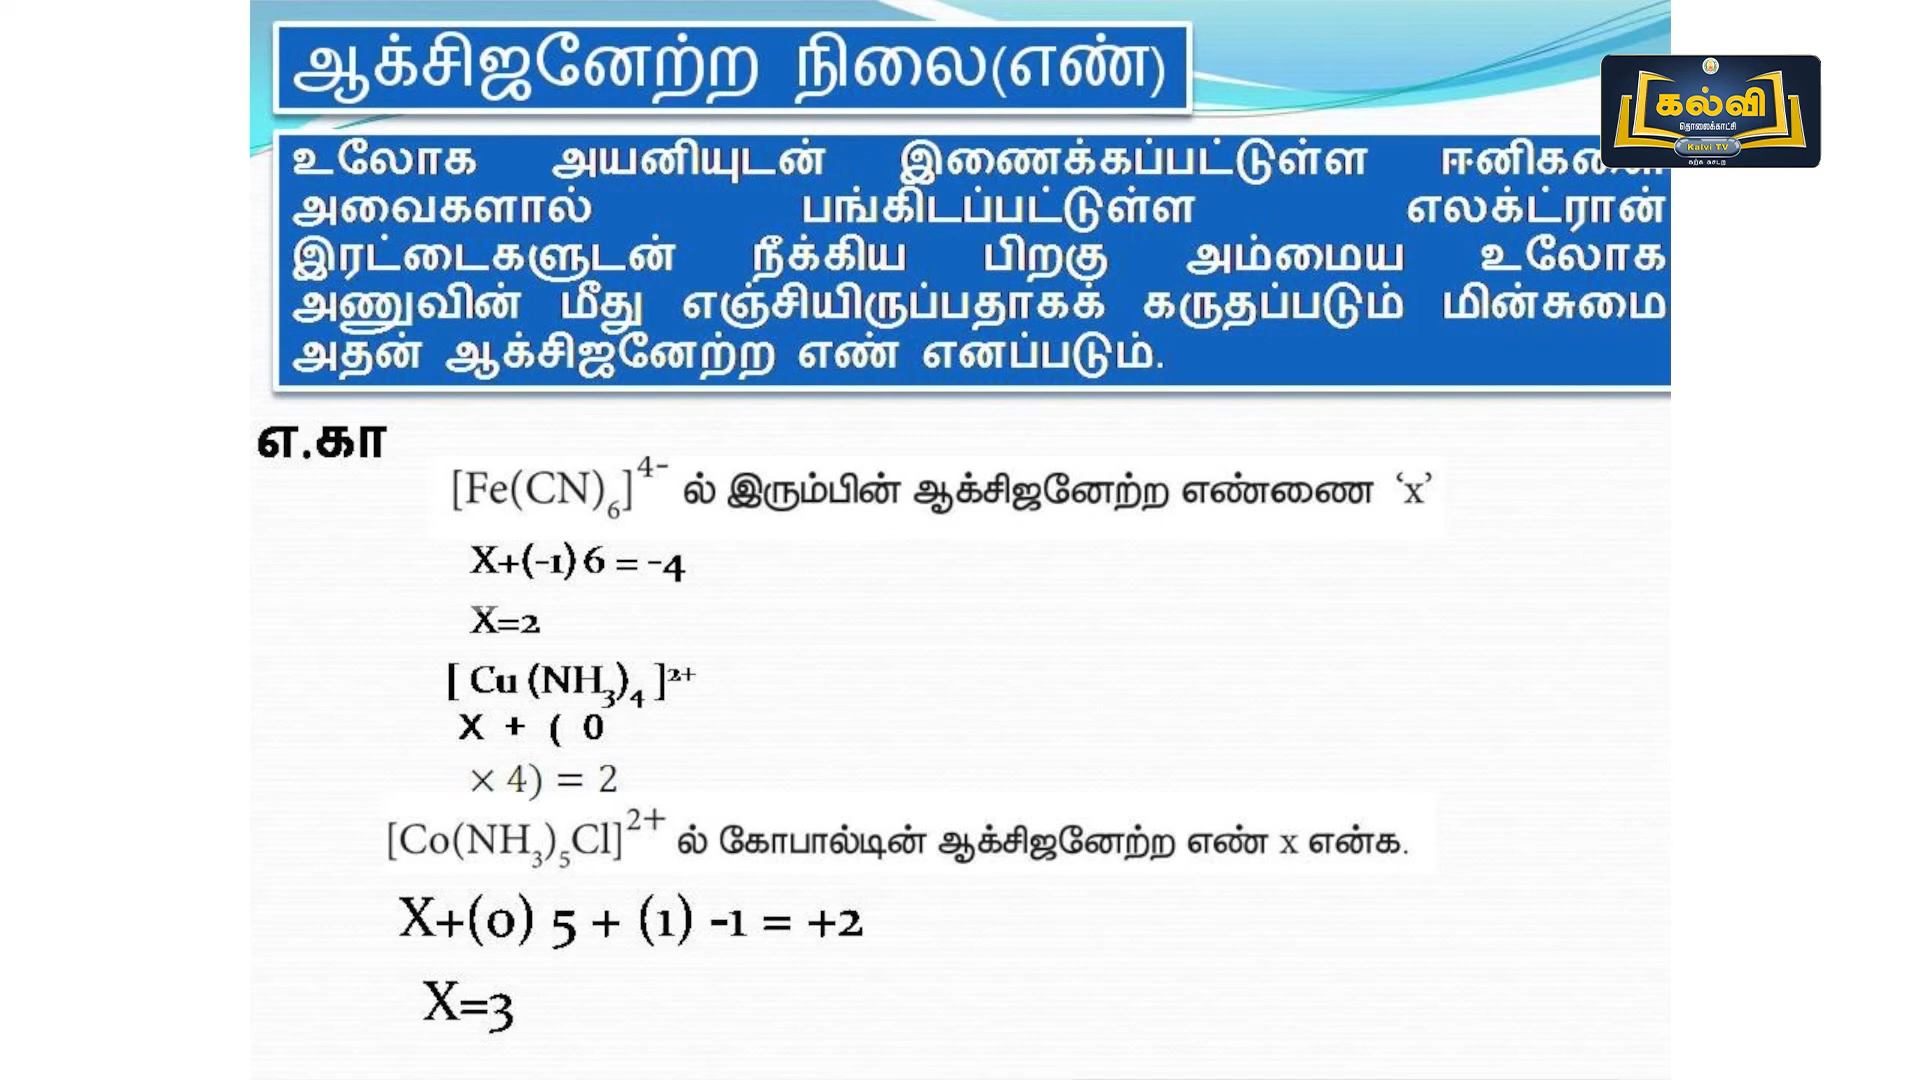 ஆக்சிஜனேற்ற நிலை(எண்)
கல்வி
தொலைக்காட்சி
Kalvi TV
கற்க கசடற
உலோக அயனியுடன் இணைக்கப்பட்டுள்ள ஈனிகளை
அவைகளால் பங்கிடப்பட்டுள்ள எலக்ட்ரான்
இரட்டைகளுடன் நீக்கிய பிறகு அம்மைய உலோக
அணுவின் மீது எஞ்சியிருப்பதாகக் கருதப்படும் மின்சுமை
அதன் ஆக்சிஜனேற்ற எண் எனப்படும்.
எ.கா
[Fe(CN)₆]⁴⁻ ல் இரும்பின் ஆக்சிஜனேற்ற எண்ணை ‘x’
X+(-1) 6 = -4
X=2
[ Cu (NH₃)₄ ]²⁺
X + ( 0
× 4) = 2
[Co(NH₃)₅Cl]²⁺ ல் கோபால்டின் ஆக்சிஜனேற்ற எண் x என்க.
X+(0) 5 + (1) -1 = +2
X=3